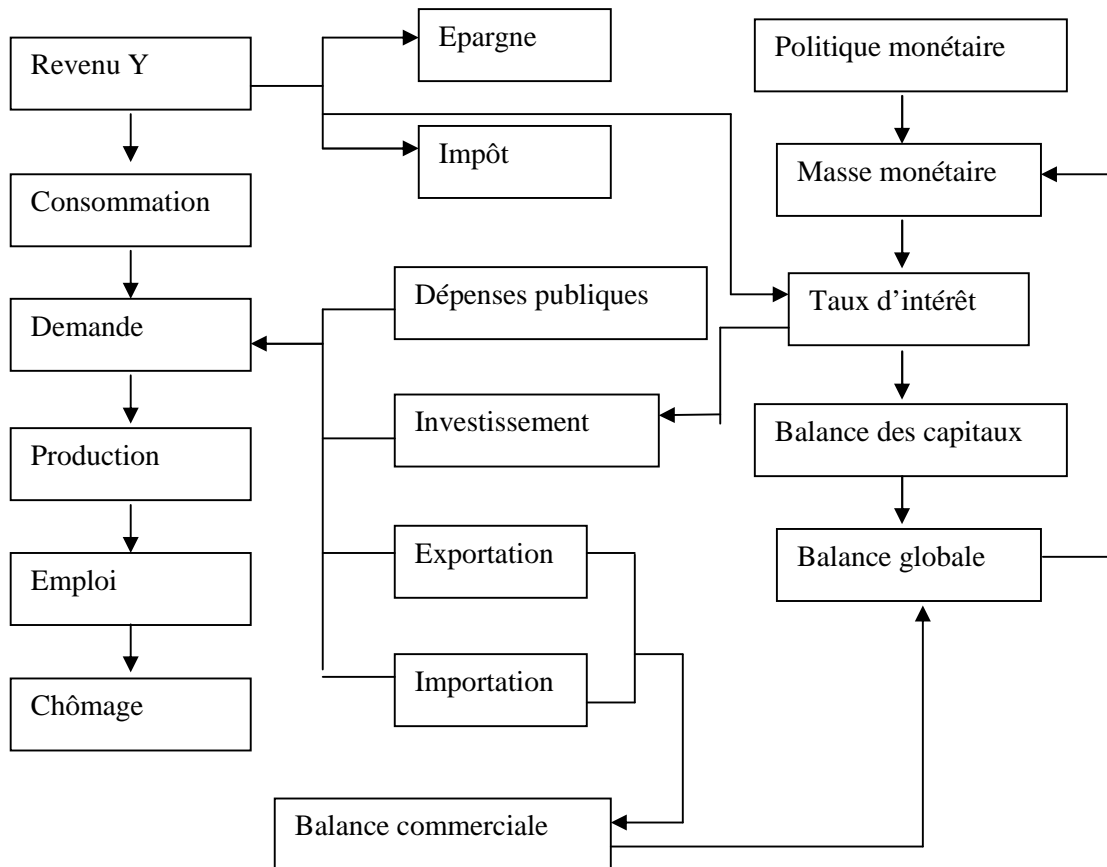 Revenu Y
Epargne
Politique monétaire
Impôt
Masse monétaire
Consommation
Dépenses publiques
Taux d’intérêt
Demande
Investissement
Balance des capitaux
Production
Exportation
Balance globale
Emploi
Importation
Chômage
Balance commerciale